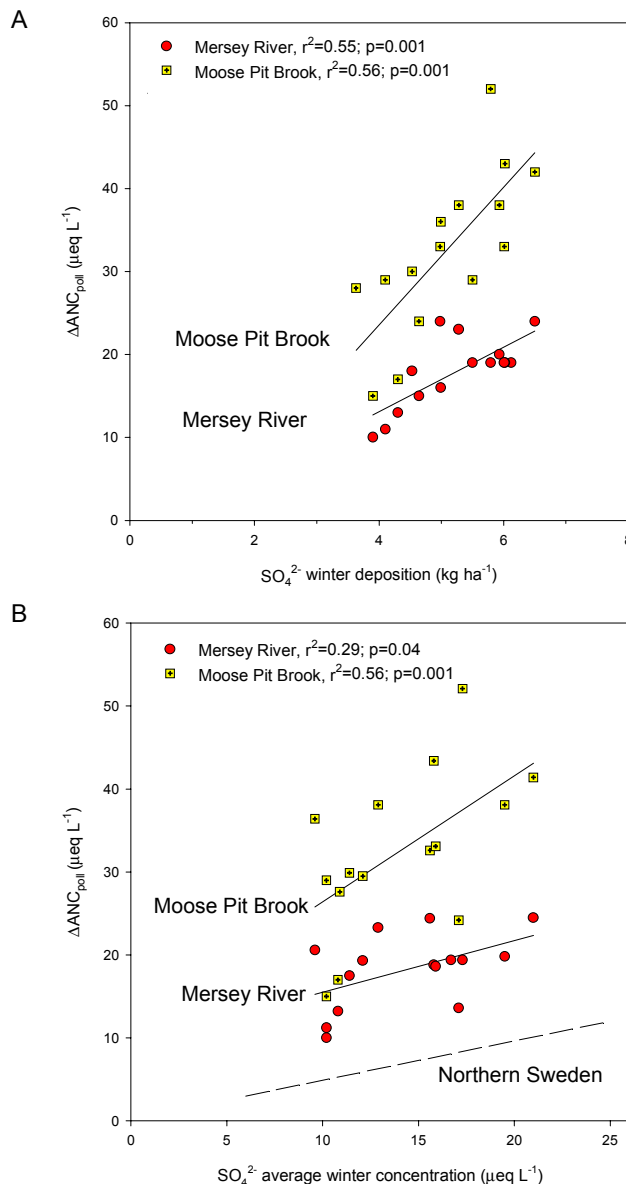 A
Mersey River, r²=0.55; p=0.001
Moose Pit Brook, r²=0.56; p=0.001
60
50
40
30
20
10
0
ΔANCpoll (µeq L⁻¹)
Moose Pit Brook
Mersey River
0 2 4 6 8
SO₄²⁻ winter deposition (kg ha⁻¹)
B
Mersey River, r²=0.29; p=0.04
Moose Pit Brook, r²=0.56; p=0.001
60
50
40
30
20
10
0
ΔANCpoll (µeq L⁻¹)
Moose Pit Brook
Mersey River
Northern Sweden
0 5 10 15 20 25
SO₄²⁻ average winter concentration (µeq L⁻¹)